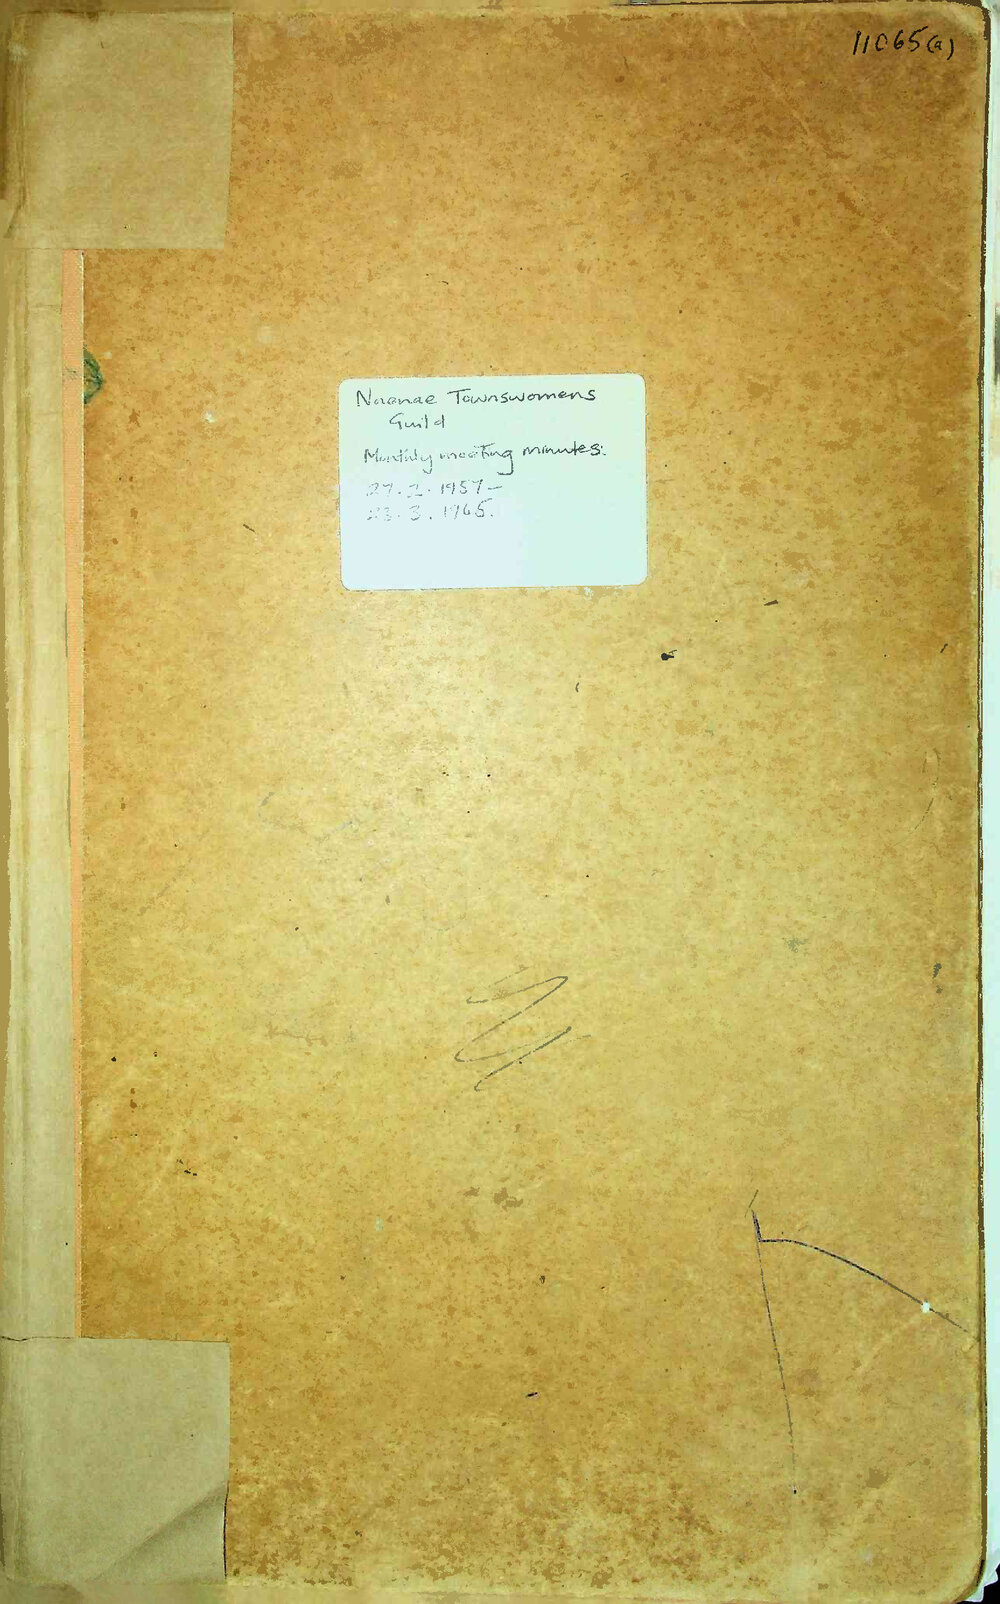 11065(a)
Naenae Townswomens
Guild
Monthly meeting minutes:
27.2.1957-
23.3.1965.